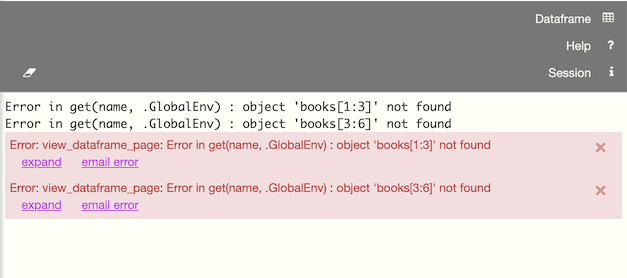 Dataframe
Help ?
Session i
Error in get(name, .GlobalEnv) : object 'books[1:3]' not found
Error in get(name, .GlobalEnv) : object 'books[3:6]' not found
Error: view_dataframe_page: Error in get(name, .GlobalEnv) : object 'books[1:3]' not found
expand email error
Error: view_dataframe_page: Error in get(name, .GlobalEnv) : object 'books[3:6]' not found
expand email error